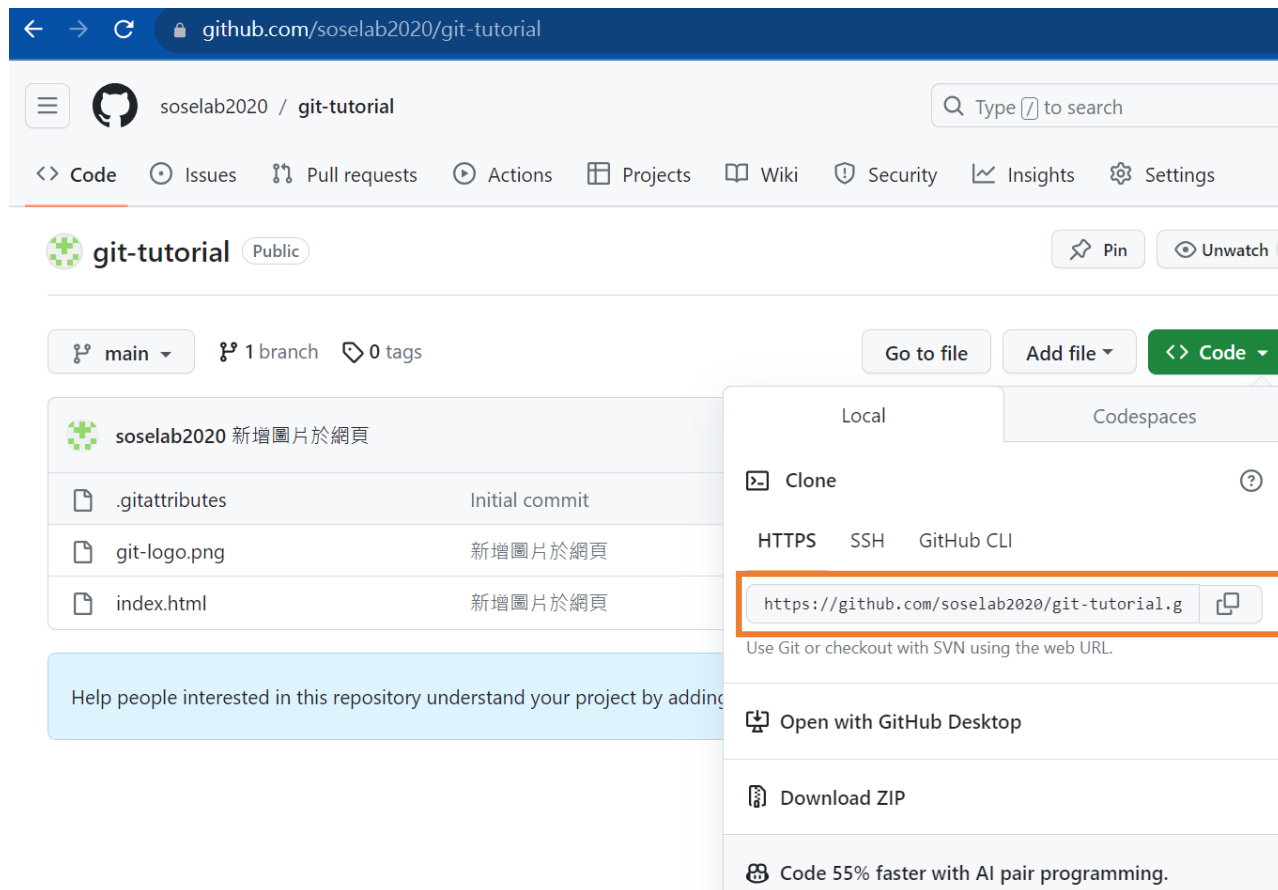 github.com/soselab2020/git-tutorial
soselab2020 / git-tutorial
Type / to search
Code Issues Pull requests Actions Projects Wiki Security Insights Settings
git-tutorial Public
Pin Unwatch
main 1 branch 0 tags
Go to file Add file Code
soselab2020 新增圖片於網頁
.gitattributes Initial commit
git-logo.png 新增圖片於網頁
index.html 新增圖片於網頁
Help people interested in this repository understand your project by adding
Local Codespaces
Clone
HTTPS SSH GitHub CLI
https://github.com/soselab2020/git-tutorial.g
Use Git or checkout with SVN using the web URL.
Open with GitHub Desktop
Download ZIP
Code 55% faster with AI pair programming.